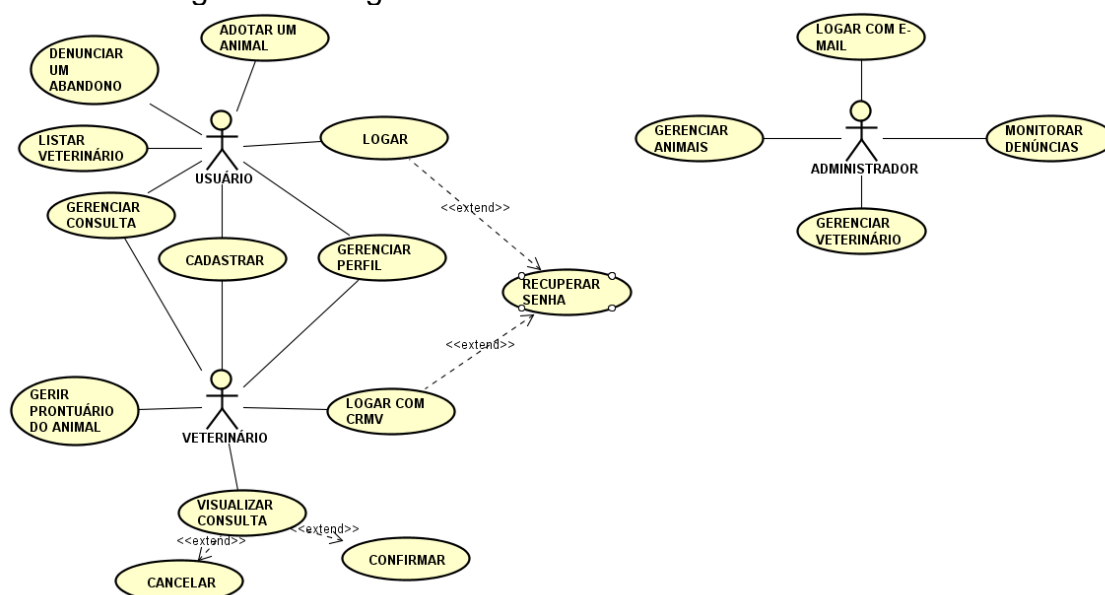 ADOTAR UM
ANIMAL
DENUNCIAR
UM
ABANDONO
LISTAR
VETERINÁRIO
LOGAR
USUÁRIO
GERENCIAR
CONSULTA
CADASTRAR
GERENCIAR
PERFIL
<<extend>>
RECUPERAR
SENHA
<<extend>>
GERIR
PRONTUÁRIO
DO ANIMAL
LOGAR COM
CRMV
VETERINÁRIO
VISUALIZAR
CONSULTA
<<extend>>
<<extend>>
CANCELAR
CONFIRMAR
LOGAR COM E-
MAIL
GERENCIAR
ANIMAIS
MONITORAR
DENÚNCIAS
ADMINISTRADOR
GERENCIAR
VETERINÁRIO